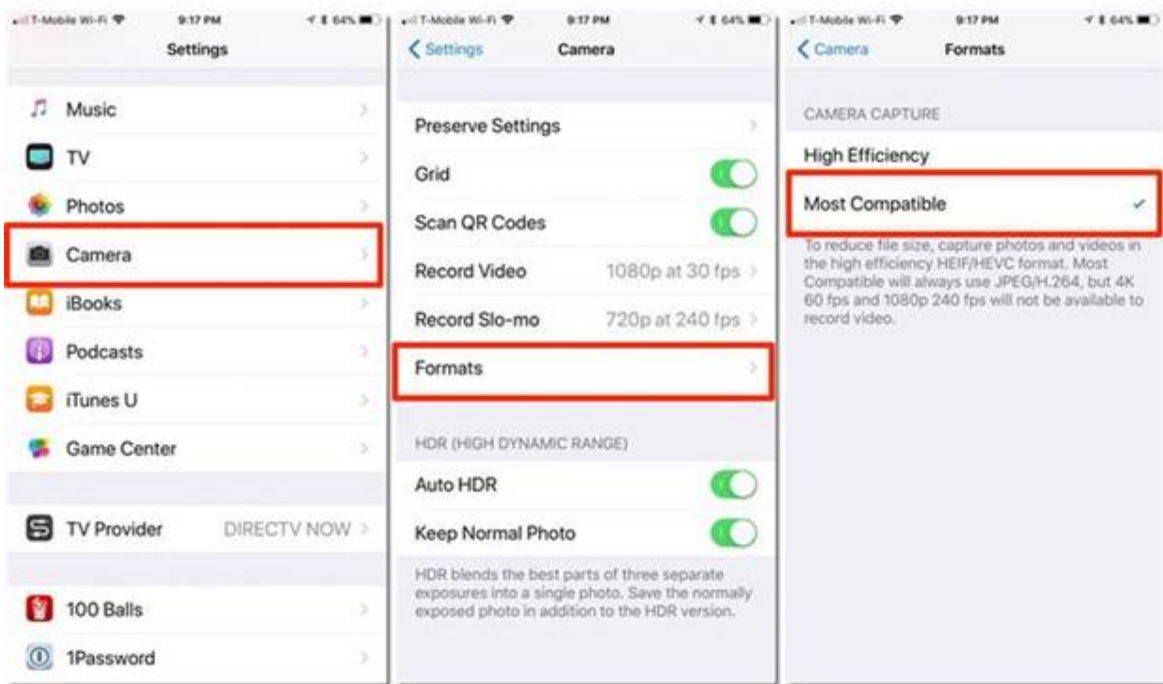 T-Mobile Wi-Fi 9:17 PM 64%
Settings
Music
TV
Photos
Camera
iBooks
Podcasts
iTunes U
Game Center
TV Provider DIRECTV NOW
100 Balls
1Password
T-Mobile Wi-Fi 9:17 PM 64%
Settings Camera
Preserve Settings
Grid
Scan QR Codes
Record Video 1080p at 30 fps
Record Slo-mo 720p at 240 fps
Formats
HDR (HIGH DYNAMIC RANGE)
Auto HDR
Keep Normal Photo
HDR blends the best parts of three separate
exposures into a single photo. Save the normally
exposed photo in addition to the HDR version.
T-Mobile Wi-Fi 9:17 PM 64%
Camera Formats
CAMERA CAPTURE
High Efficiency
Most Compatible
To reduce file size, capture photos and videos in
the high efficiency HEIF/HEVC format. Most
Compatible will always use JPEG/H.264, but 4K
60 fps and 1080p 240 fps will not be available to
record video.